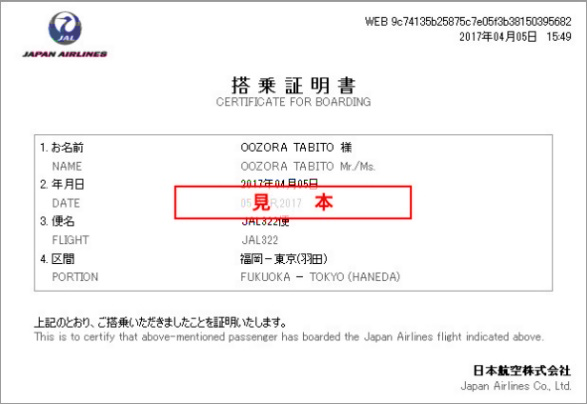 JAL
JAPAN AIRLINES
WEB 9c74135b25875c7e05f3b38150395682
2017年04月05日 15:49
搭乗証明書
CERTIFICATE FOR BOARDING
1. お名前 OOZORA TABITO 様
NAME OOZORA TABITO Mr./Ms.
2. 年月日 2017年04月05日
DATE 05
見 本
3. 便名 JAL322便
FLIGHT JAL322
4. 区間 福岡－東京(羽田)
PORTION FUKUOKA － TOKYO (HANEDA)
上記のとおり、ご搭乗いただきましたことを証明いたします。
This is to certify that above-mentioned passenger has boarded the Japan Airlines flight indicated above.
日本航空株式会社
Japan Airlines Co., Ltd.